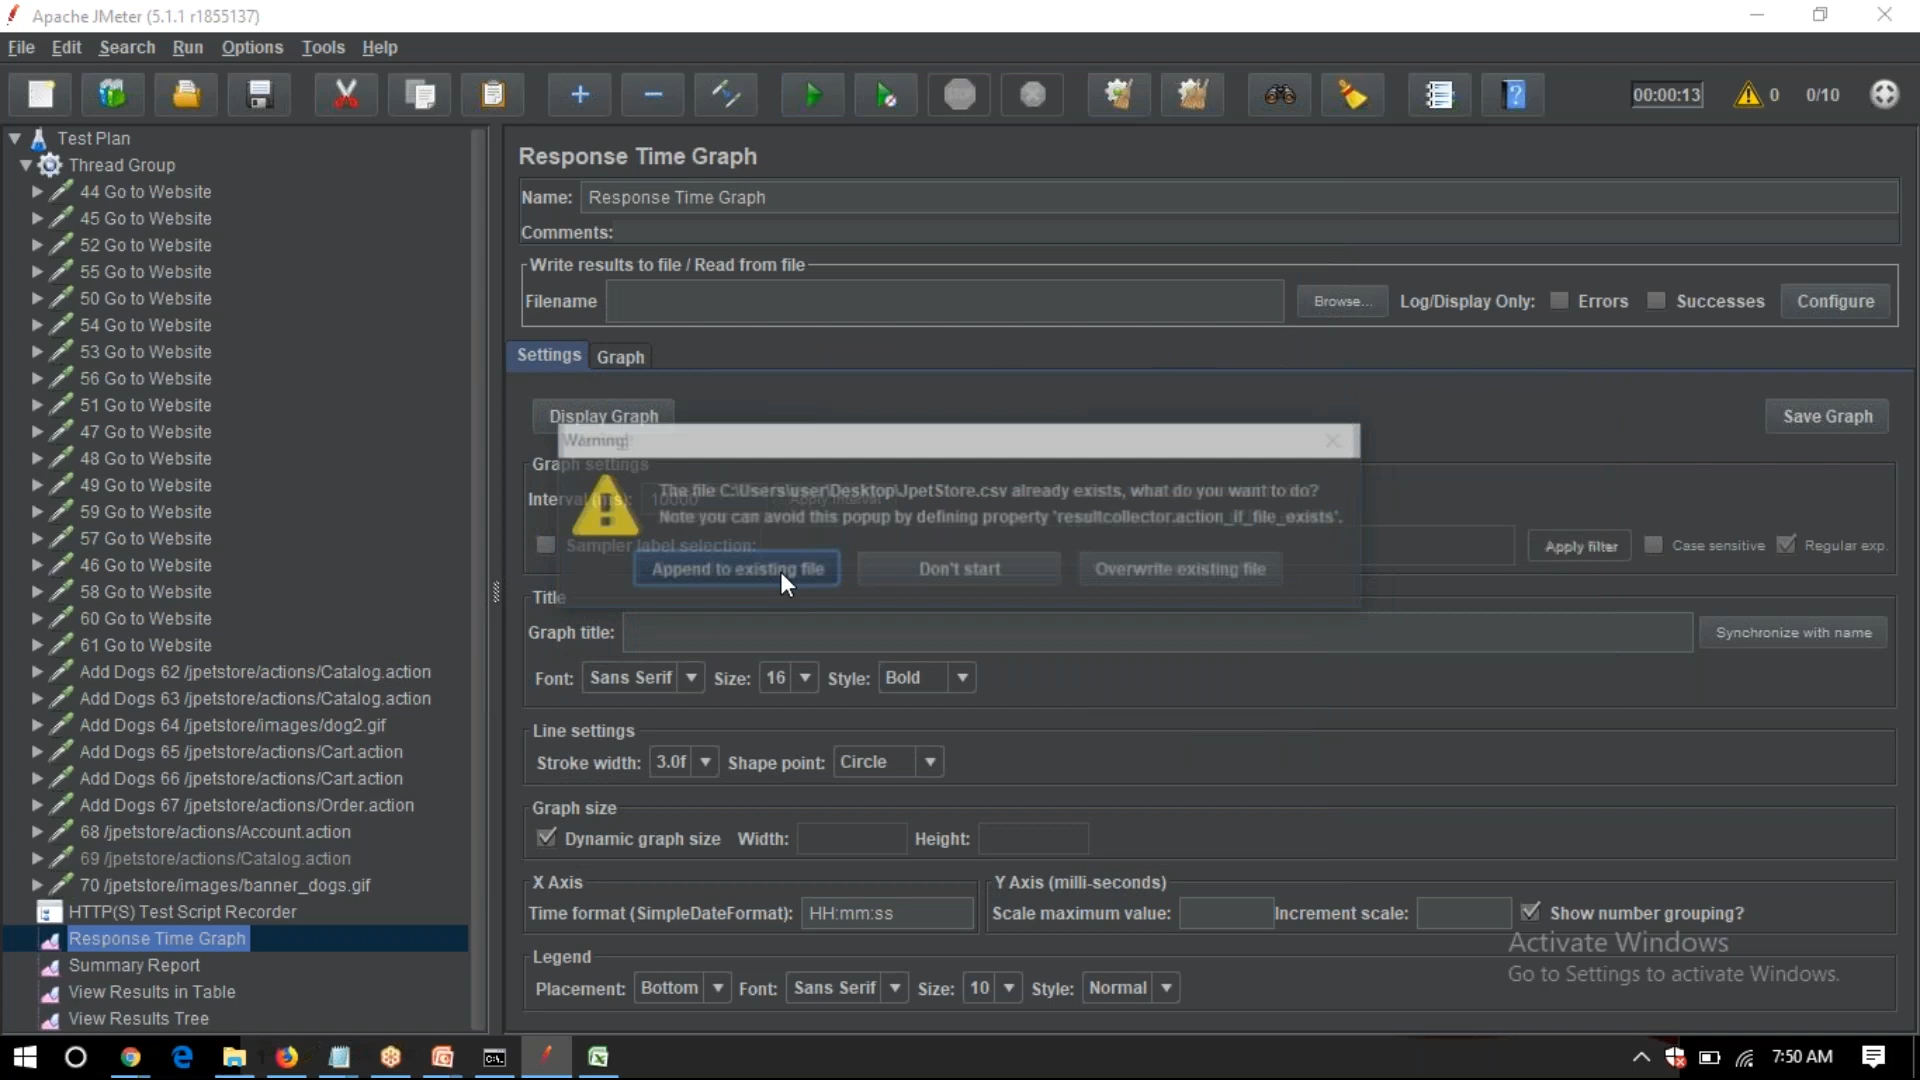 Apache JMeter (5.1.1 r1855137)
File Edit Search Run Options Tools Help
00:00:13 0 0/10
Test Plan
Thread Group
44 Go to Website
45 Go to Website
52 Go to Website
55 Go to Website
50 Go to Website
54 Go to Website
53 Go to Website
56 Go to Website
51 Go to Website
47 Go to Website
48 Go to Website
49 Go to Website
59 Go to Website
57 Go to Website
46 Go to Website
58 Go to Website
60 Go to Website
61 Go to Website
Add Dogs 62 /jpetstore/actions/Catalog.action
Add Dogs 63 /jpetstore/actions/Catalog.action
Add Dogs 64 /jpetstore/images/dog2.gif
Add Dogs 65 /jpetstore/actions/Cart.action
Add Dogs 66 /jpetstore/actions/Cart.action
Add Dogs 67 /jpetstore/actions/Order.action
68 /jpetstore/actions/Account.action
69 /jpetstore/actions/Catalog.action
70 /jpetstore/images/banner_dogs.gif
HTTP(S) Test Script Recorder
Response Time Graph
Summary Report
View Results in Table
View Results Tree
Response Time Graph
Name: Response Time Graph
Comments:
Write results to file / Read from file
Filename Browse... Log/Display Only: Errors Successes Configure
Settings Graph
Display Graph Save Graph
Warning!
Graph settings
The file C:\Users\user\Desktop\JpetStore.csv already exists, what do you want to do?
Interval (ms): 10000 Apply interval
Note you can avoid this popup by defining property 'resultcollector.action_if_file_exists'.
Sampler label selection: Apply filter Case sensitive Regular exp.
Append to existing file Don't start Overwrite existing file
Title
Graph title: Synchronize with name
Font: Sans Serif Size: 16 Style: Bold
Line settings
Stroke width: 3.0f Shape point: Circle
Graph size
Dynamic graph size Width: Height:
X Axis Y Axis (milli-seconds)
Time format (SimpleDateFormat): HH:mm:ss Scale maximum value: Increment scale: Show number grouping?
Activate Windows
Go to Settings to activate Windows.
Legend
Placement: Bottom Font: Sans Serif Size: 10 Style: Normal
7:50 AM